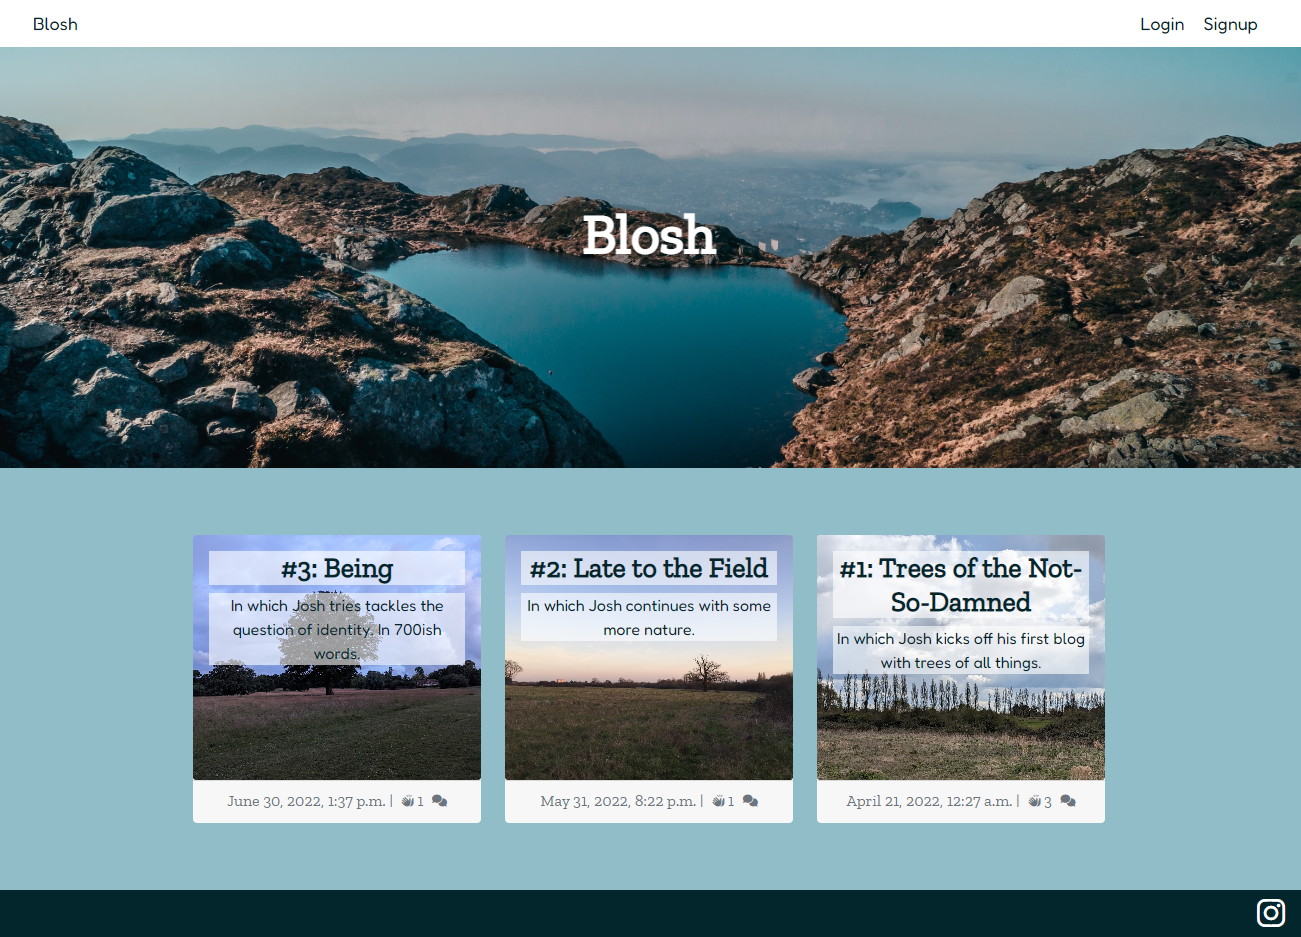 Blosh
Login Signup
Blosh
#3: Being
In which Josh tries tackles the
question of identity. In 700ish
words.
June 30, 2022, 1:37 p.m. | 1
#2: Late to the Field
In which Josh continues with some
more nature.
May 31, 2022, 8:22 p.m. | 1
#1: Trees of the Not-
So-Damned
In which Josh kicks off his first blog
with trees of all things.
April 21, 2022, 12:27 a.m. | 3